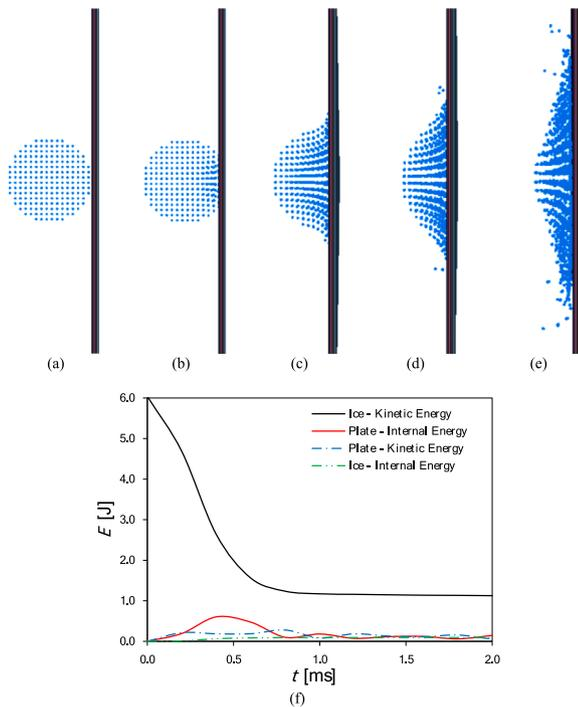 (a) (b) (c) (d) (e)
6.0
5.0
4.0
3.0
2.0
1.0
0.0
E [J]
Ice - Kinetic Energy
Plate - Internal Energy
Plate - Kinetic Energy
Ice - Internal Energy
0.0 0.5 1.0 1.5 2.0
t [ms]
(f)